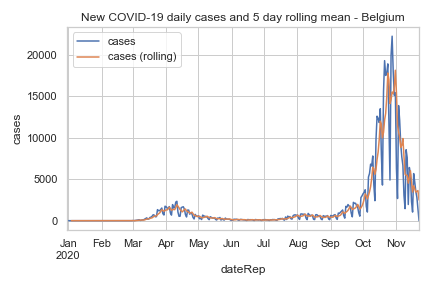 New COVID-19 daily cases and 5 day rolling mean - Belgium
cases
cases (rolling)
cases
20000
15000
10000
5000
0
Jan Feb Mar Apr May Jun Jul Aug Sep Oct Nov
2020
dateRep